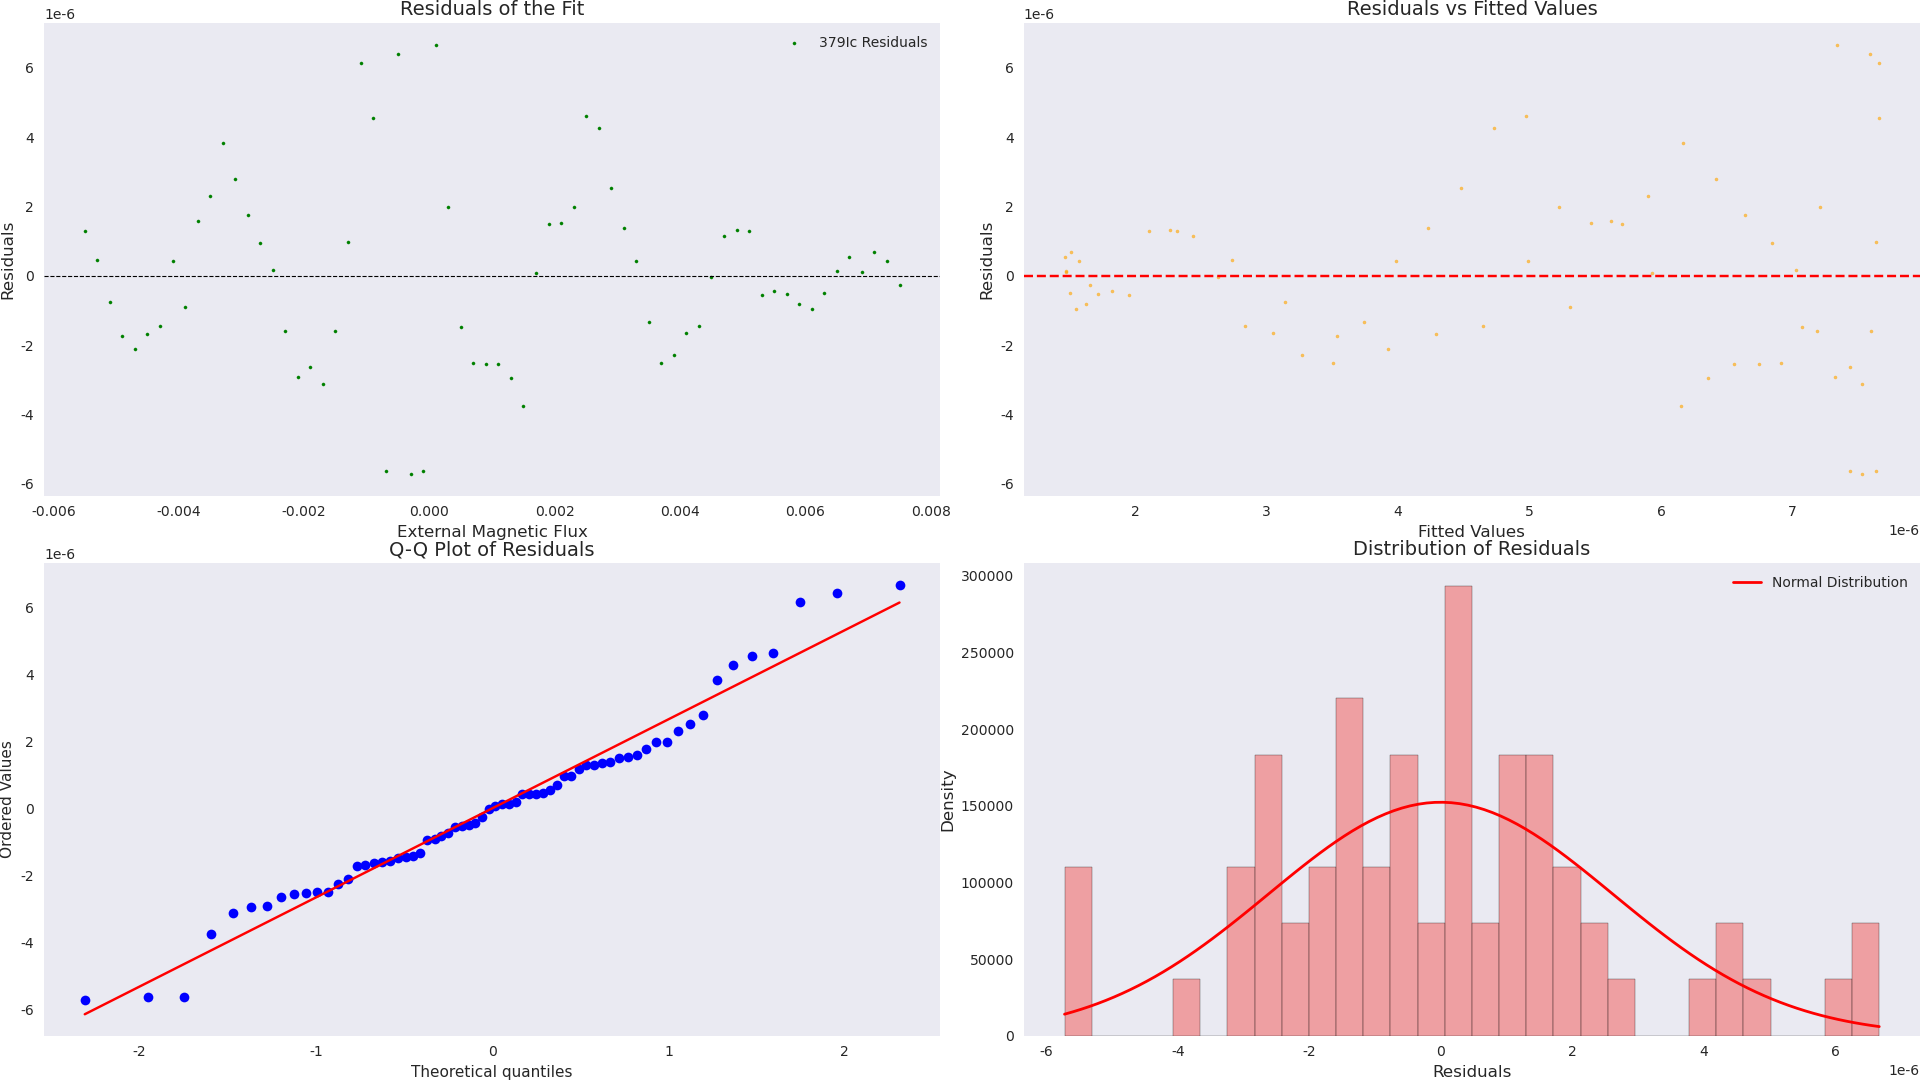 Residuals of the Fit
1e-6
379Ic Residuals
6
4
2
0
-2
-4
-6
Residuals
-0.006 -0.004 -0.002 0.000 0.002 0.004 0.006 0.008
External Magnetic Flux
Residuals vs Fitted Values
1e-6
6
4
2
0
-2
-4
-6
Residuals
2 3 4 5 6 7
1e-6
Fitted Values
Q-Q Plot of Residuals
1e-6
6
4
2
0
-2
-4
-6
Ordered Values
-2 -1 0 1 2
Theoretical quantiles
Distribution of Residuals
Normal Distribution
300000
250000
200000
150000
100000
50000
0
Density
-6 -4 -2 0 2 4 6
1e-6
Residuals